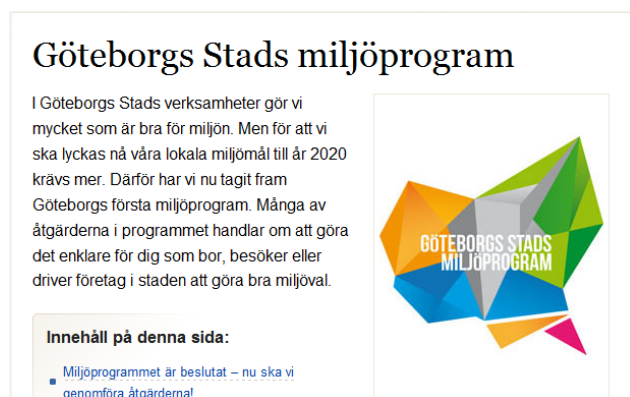 Göteborgs Stads miljöprogram
I Göteborgs Stads verksamheter gör vi
mycket som är bra för miljön. Men för att vi
ska lyckas nå våra lokala miljömål till år 2020
krävs mer. Därför har vi nu tagit fram
Göteborgs första miljöprogram. Många av
åtgärderna i programmet handlar om att göra
det enklare för dig som bor, besöker eller
driver företag i staden att göra bra miljöval.
GÖTEBORGS STADS
MILJÖPROGRAM
Innehåll på denna sida:
Miljöprogrammet är beslutat – nu ska vi
genomföra åtgärderna!